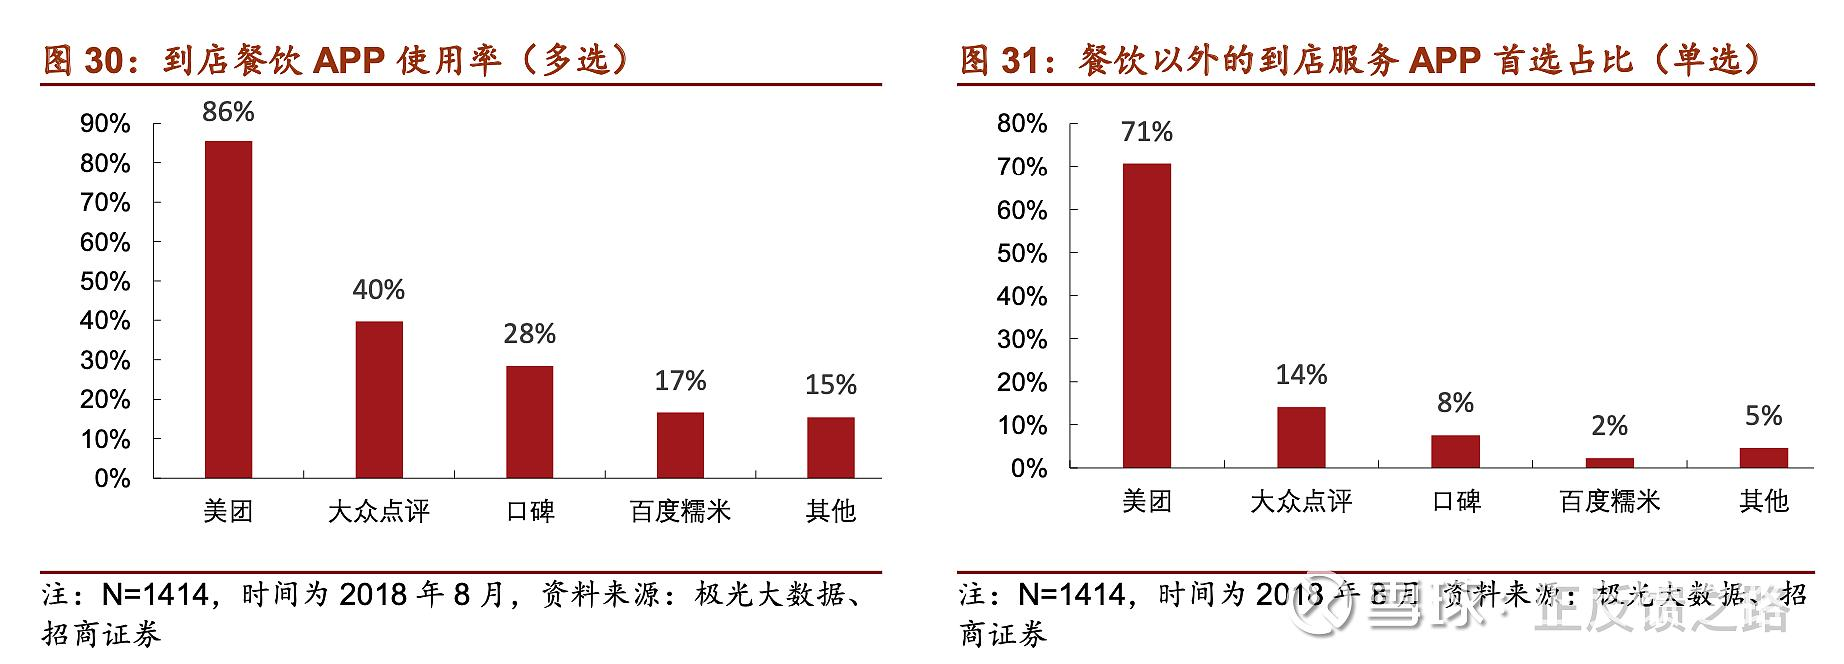 图 30：到店餐饮 APP 使用率（多选）
86%
90%
80%
70%
60%
50%
40%
30%
20%
10%
0%
40%
28%
17%
15%
美团
大众点评
口碑
百度糯米
其他
注：N=1414，时间为 2018 年 8 月，资料来源：极光大数据、
招商证券
图 31：餐饮以外的到店服务 APP 首选占比（单选）
80%
70%
60%
50%
40%
30%
20%
10%
0%
71%
14%
8%
2%
5%
美团
大众点评
口碑
百度糯米
其他
注：N=1414，时间为 2018 年 8 月 资料来源：极光大数据、招
商证券
雪球：正反馈之路